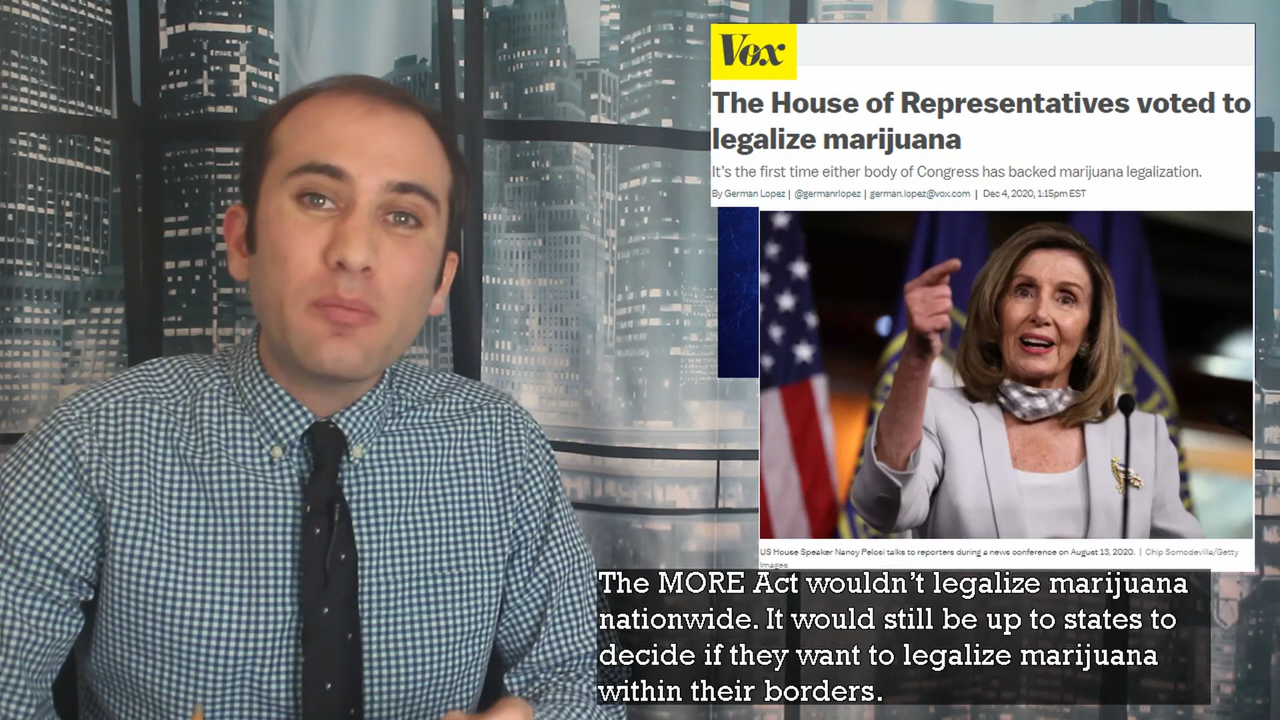 Vox
The House of Representatives voted to
legalize marijuana
It's the first time either body of Congress has backed marijuana legalization.
By German Lopez | @germanrlopez | german.lopez@vox.com | Dec 4, 2020, 1:15pm EST
US House Speaker Nancy Pelosi talks to reporters during a news conference on August 13, 2020. | Chip Somodevilla/Getty
Images
The MORE Act wouldn't legalize marijuana
nationwide. It would still be up to states to
decide if they want to legalize marijuana
within their borders.